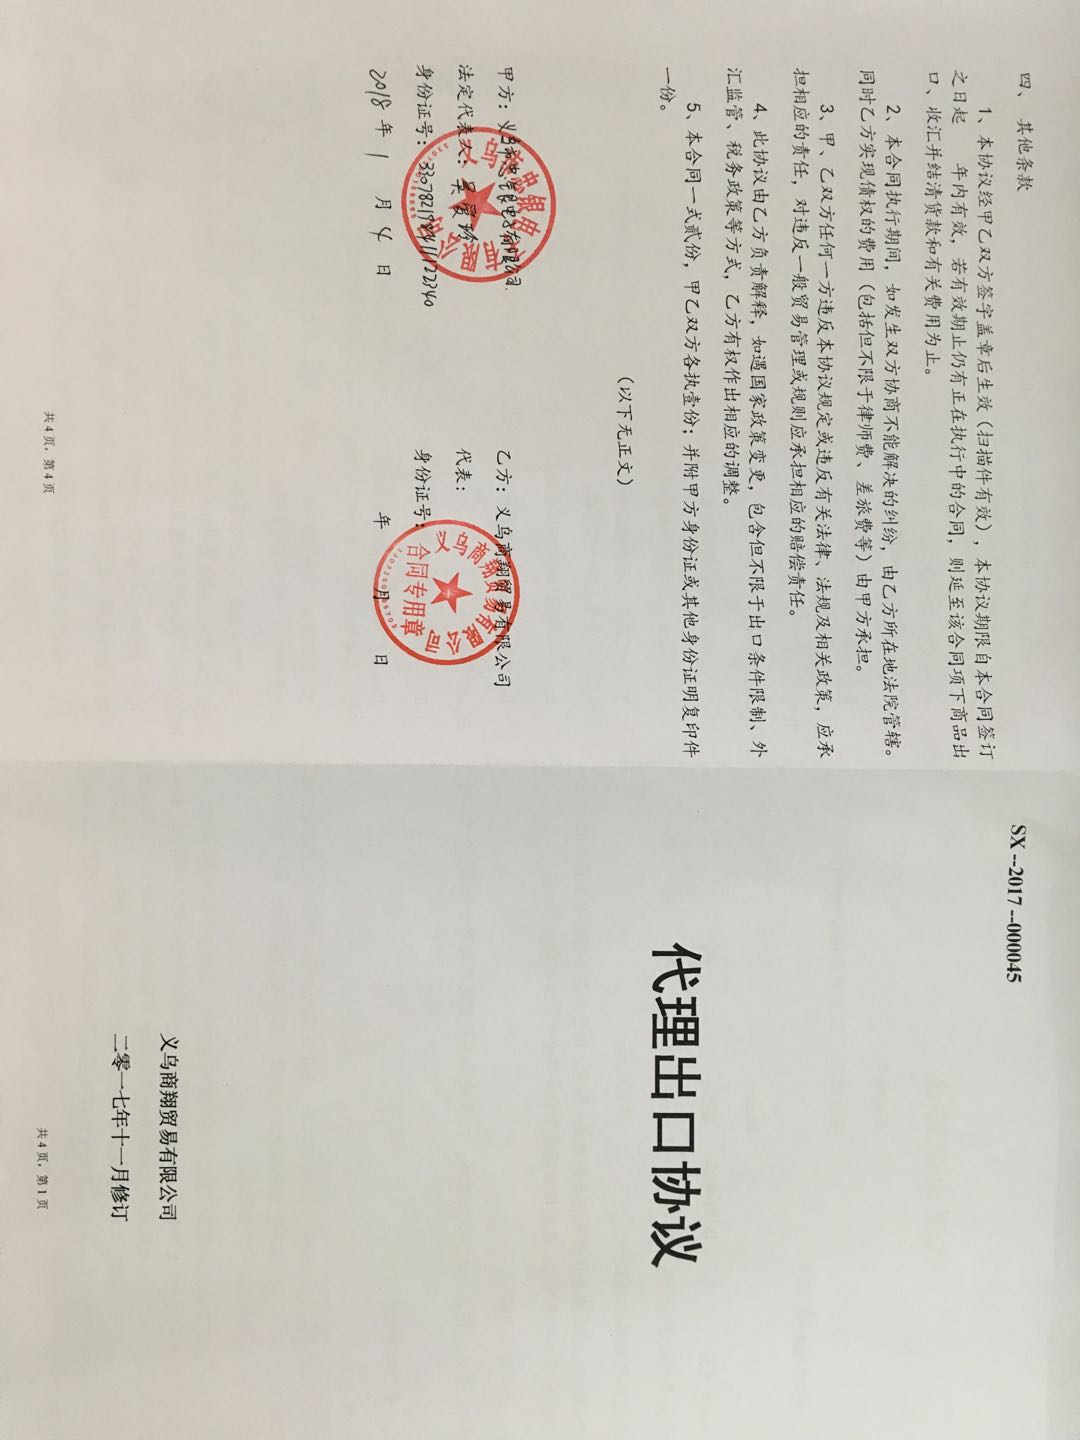 四、 其他条款
1、本协议经甲乙双方签字盖章后生效（扫描件有效），本协议期限自本合同签订
之日起 年内有效，若有效期止仍有正在执行中的合同，则延至该合同项下商品出
口、收汇并结清货款和有关费用为止。
2、本合同执行期间，如发生双方协商不能解决的纠纷，由乙方所在地法院管辖。
同时乙方实现债权的费用（包括但不限于律师费、差旅费等）由甲方承担。
3、甲、乙双方任何一方违反本协议规定或违反有关法律、法规及相关政策，应承
担相应的责任，对违反一般贸易管理或规则应承担相应的赔偿责任。
4、此协议由乙方负责解释，如遇国家政策变更，包含但不限于出口条件限制、外
汇监管、税务政策等方式，乙方有权作出相应的调整。
5、本合同一式贰份，甲乙双方各执壹份；并附甲方身份证或其他身份证明复印件
一份。
（以下无正文）
甲方：义乌市 银电子有限公司
法定代表人：吴
身份证号：
2018 年 1 月 4 日
乙方：义乌商翔贸易有限公司
代表：
身份证号：
年 月 日
义乌商翔贸易有限公司
合同专用章
共 4 页，第 4 页
SX--2017--000045
代理出口协议
义乌商翔贸易有限公司
二零一七年十一月修订
共 4 页，第 1 页